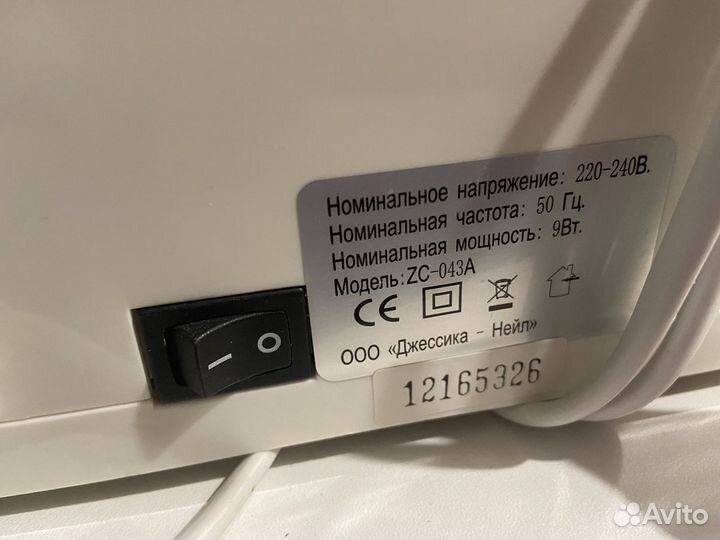 Номинальное напряжение: 220-240В.
Номинальная частота: 50 Гц.
Номинальная мощность: 9Вт.
Модель: ZC-043A
CE
ООО «Джессика - Нейл»
12165326
Avito